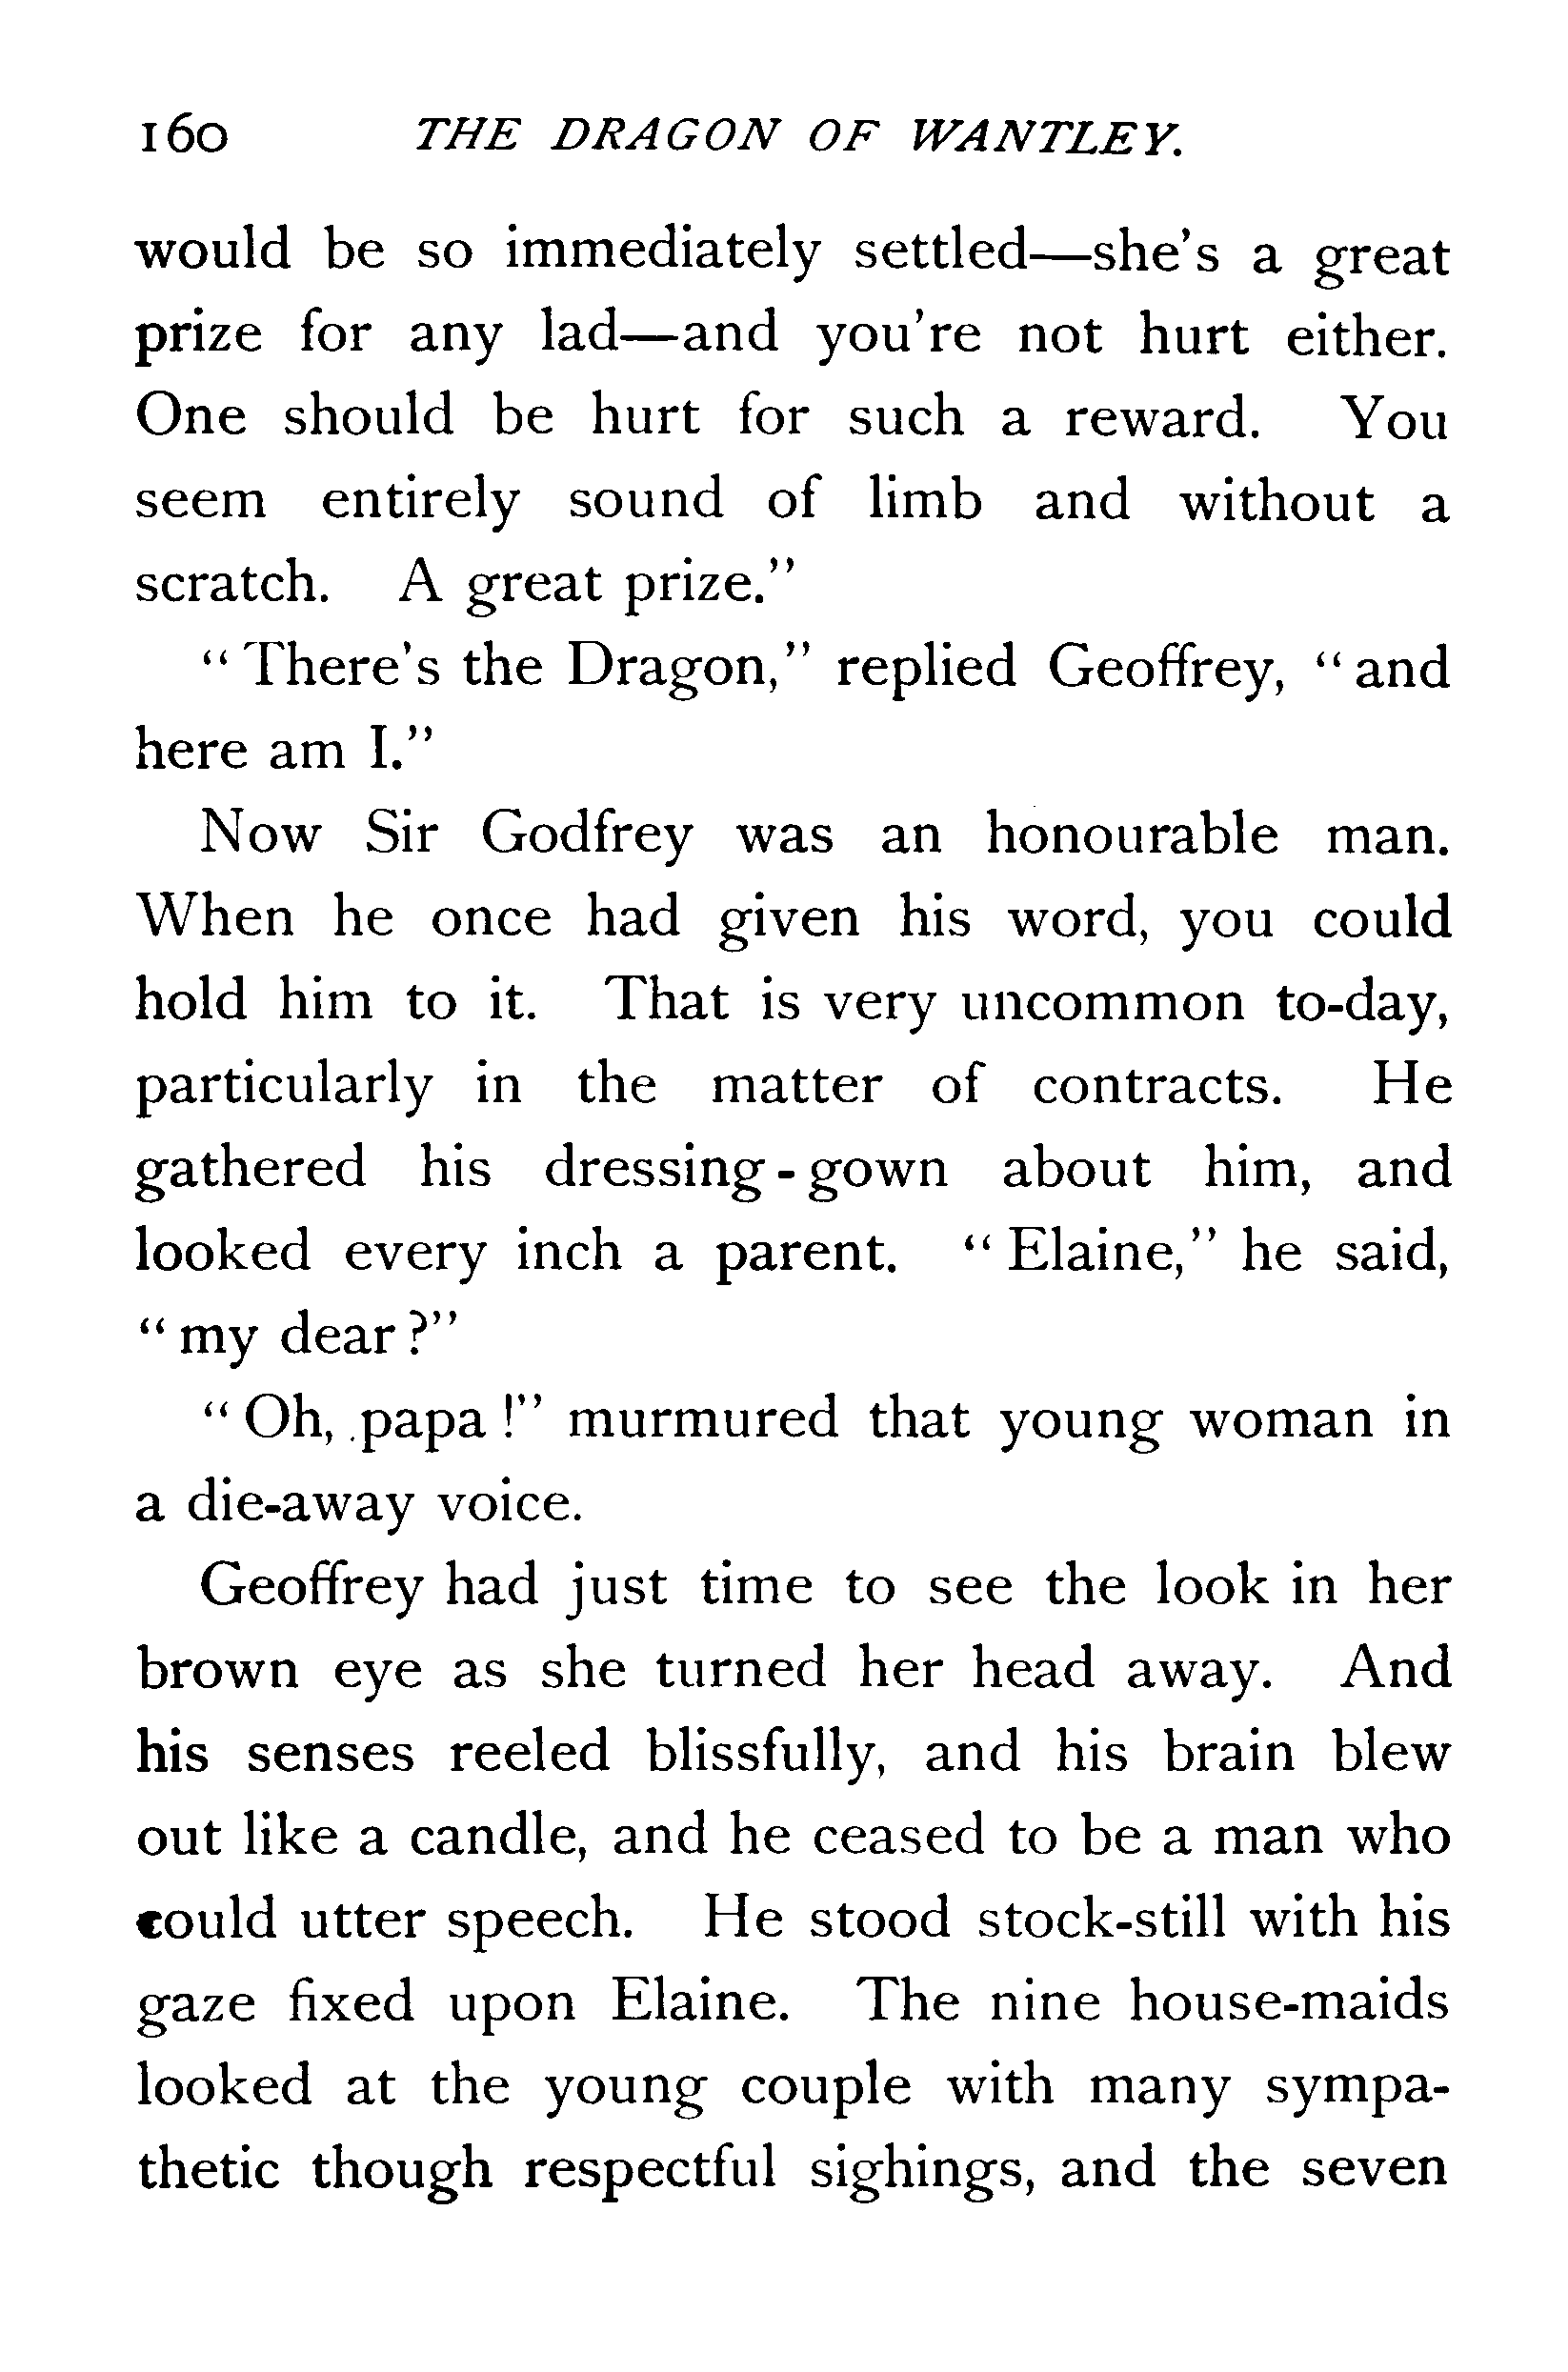 160 THE DRAGON OF WANTLEY.
would be so immediately settled—she's a great
prize for any lad—and you're not hurt either.
One should be hurt for such a reward. You
seem entirely sound of limb and without a
scratch. A great prize."
"There's the Dragon," replied Geoffrey, "and
here am I."
Now Sir Godfrey was an honourable man.
When he once had given his word, you could
hold him to it. That is very uncommon to-day,
particularly in the matter of contracts. He
gathered his dressing-gown about him, and
looked every inch a parent. "Elaine," he said,
"my dear?"
"Oh, papa!" murmured that young woman in
a die-away voice.
Geoffrey had just time to see the look in her
brown eye as she turned her head away. And
his senses reeled blissfully, and his brain blew
out like a candle, and he ceased to be a man who
could utter speech. He stood stock-still with his
gaze fixed upon Elaine. The nine house-maids
looked at the young couple with many sympa-
thetic though respectful sighings, and the seven